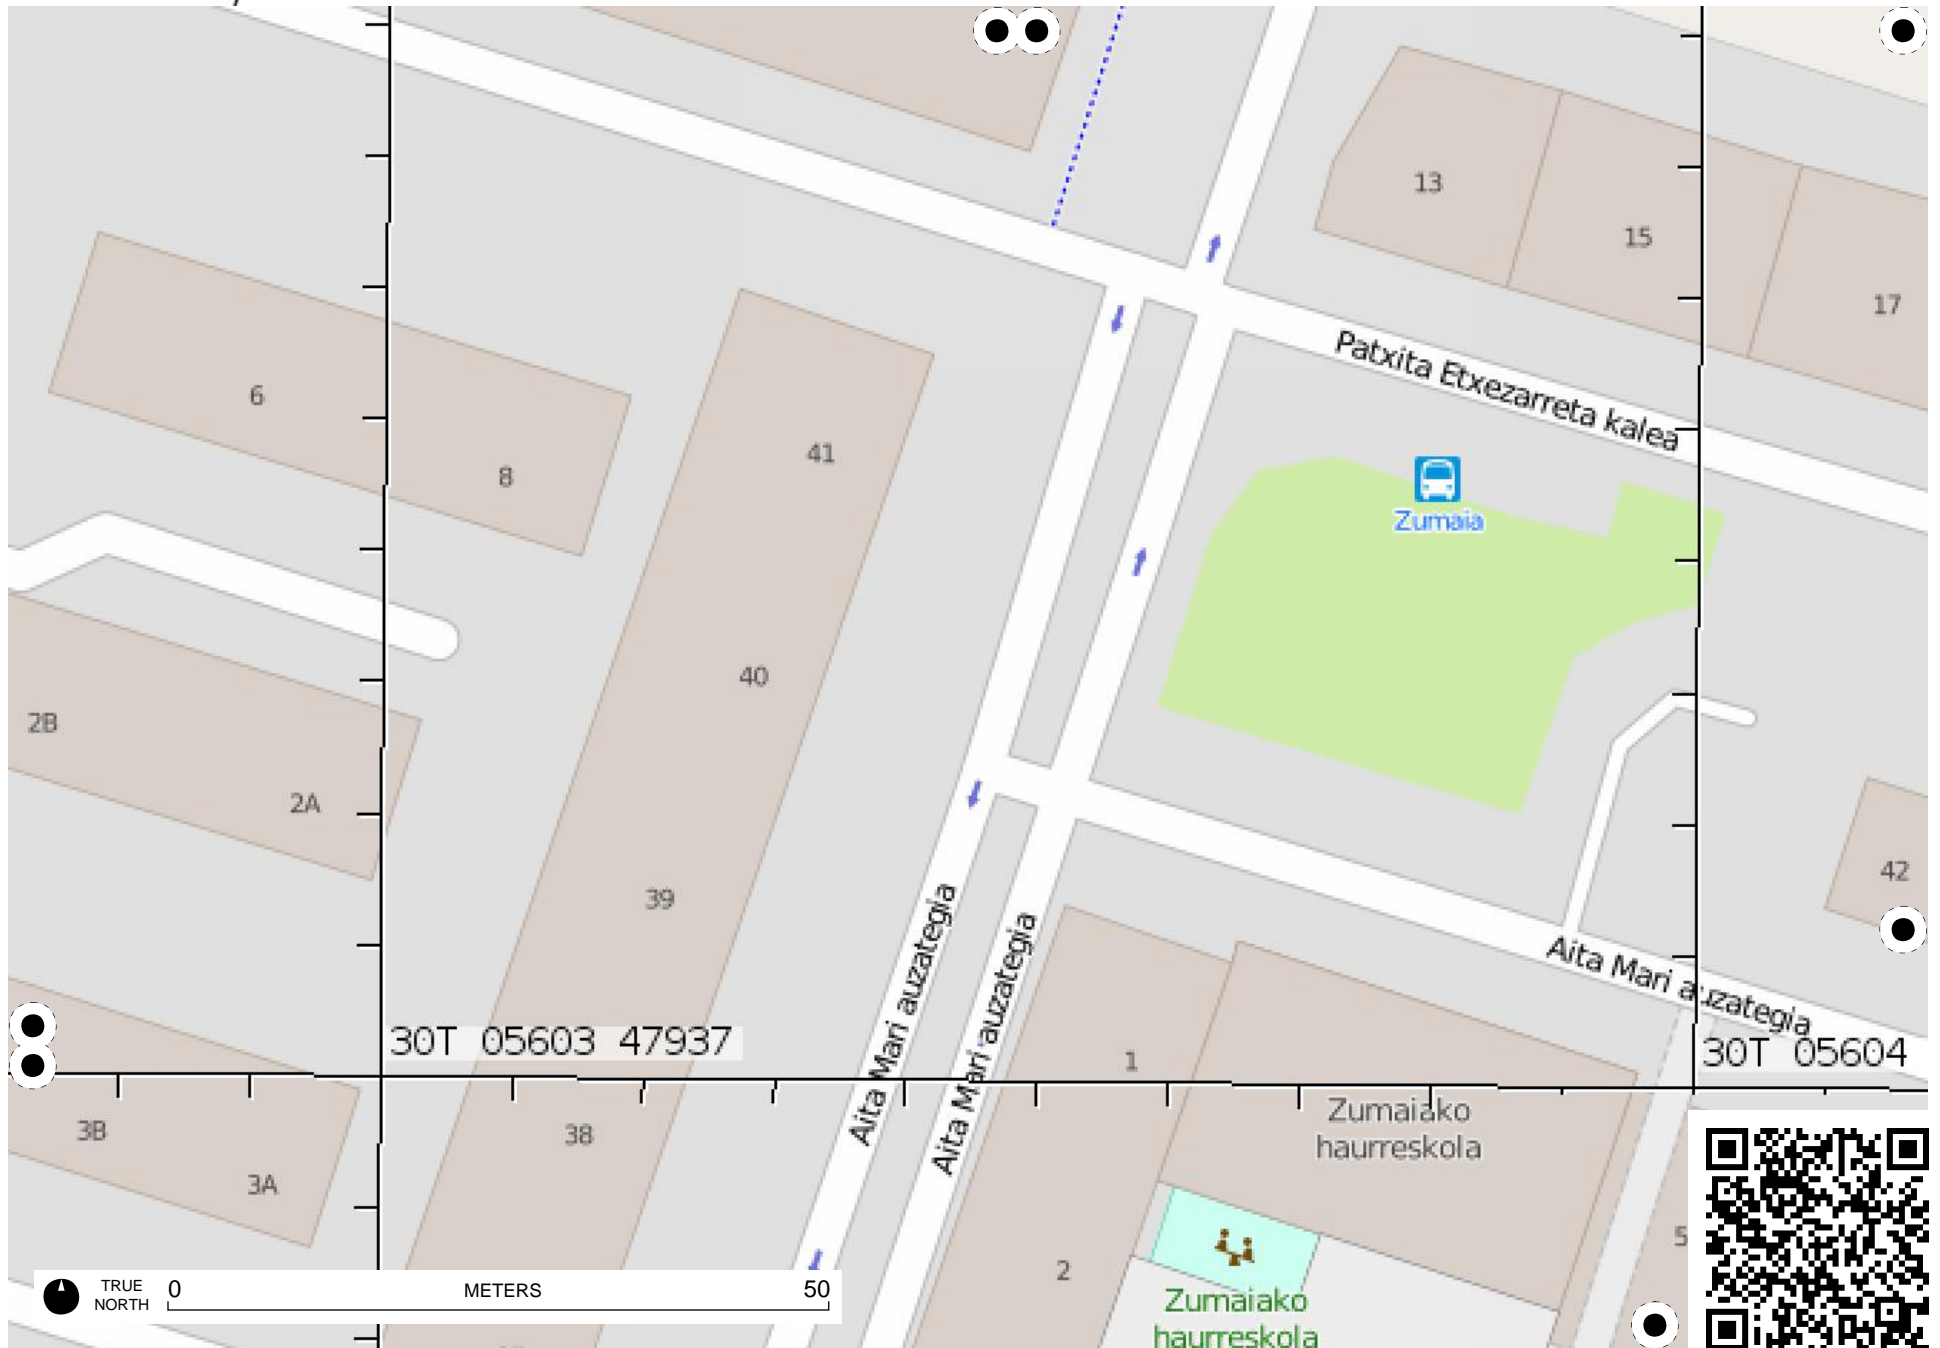 13
15
17
Patxita Etxezarreta kalea
6
8
41
Zumaia
40
2B
2A
39
42
Aita Mari auzategia
Aita Mari auzategia
Aita Mari auzategia
30T 05603 47937
30T 05604
1
3B
3A
38
Zumaiako
haurreskola
2
5
TRUE
NORTH
0 METERS 50
Zumaiako
haurreskola